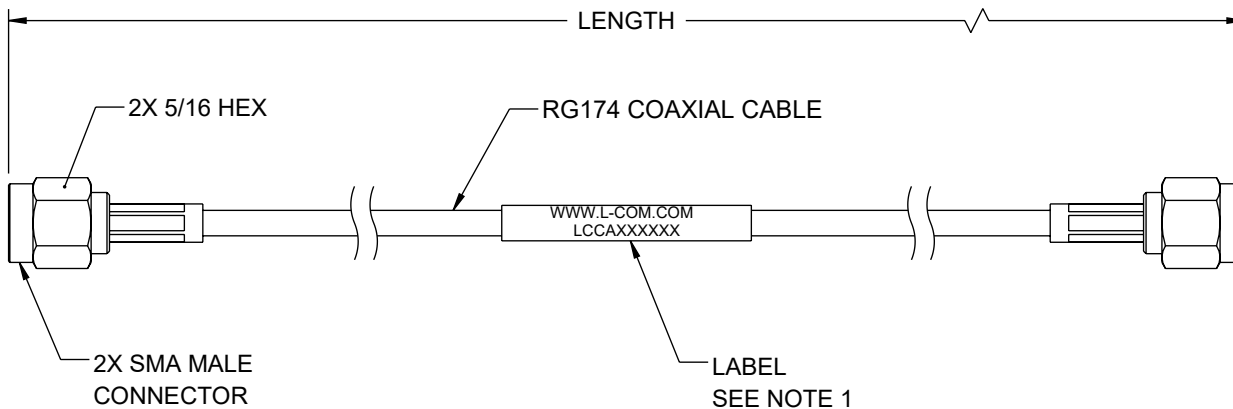 LENGTH
2X 5/16 HEX
RG174 COAXIAL CABLE
WWW.L-COM.COM
LCCAXXXXXX
2X SMA MALE
CONNECTOR
LABEL
SEE NOTE 1